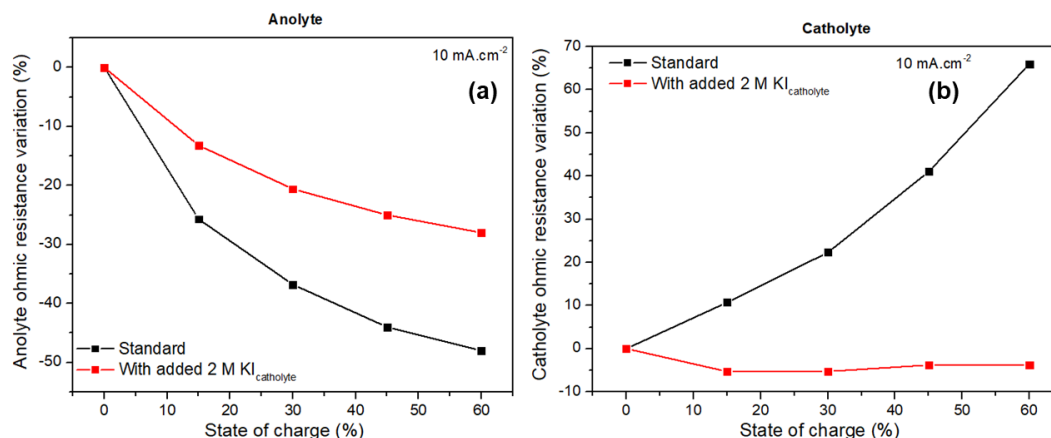 Anolyte
10 mA.cm-2
(a)
Anolyte ohmic resistance variation (%)
0
-10
-20
-30
-40
-50
Standard
With added 2 M KIcatholyte
0 10 20 30 40 50 60
State of charge (%)
Catholyte
Standard
With added 2 M KIcatholyte
10 mA.cm-2
(b)
Catholyte ohmic resistance variation (%)
70
60
50
40
30
20
10
0
-10
0 10 20 30 40 50 60
State of charge (%)